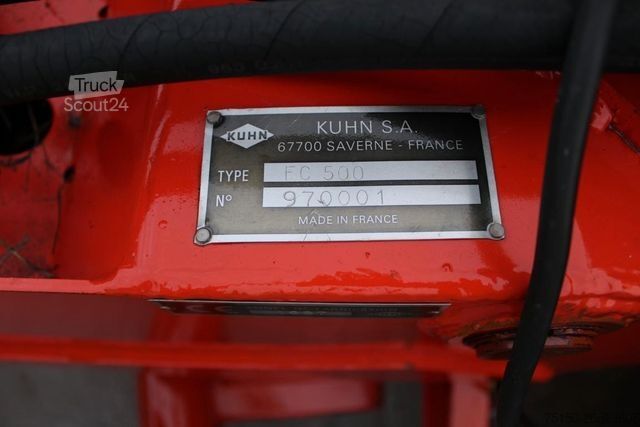 Truck
Scout24
KUHN
KUHN S.A.
67700 SAVERNE - FRANCE
TYPE FC 500
N° 970001
MADE IN FRANCE